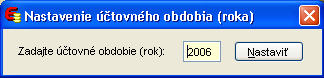 Nastavenie účtovného obdobia (roka)
Zadajte účtovné obdobie (rok): 2006 Nastaviť